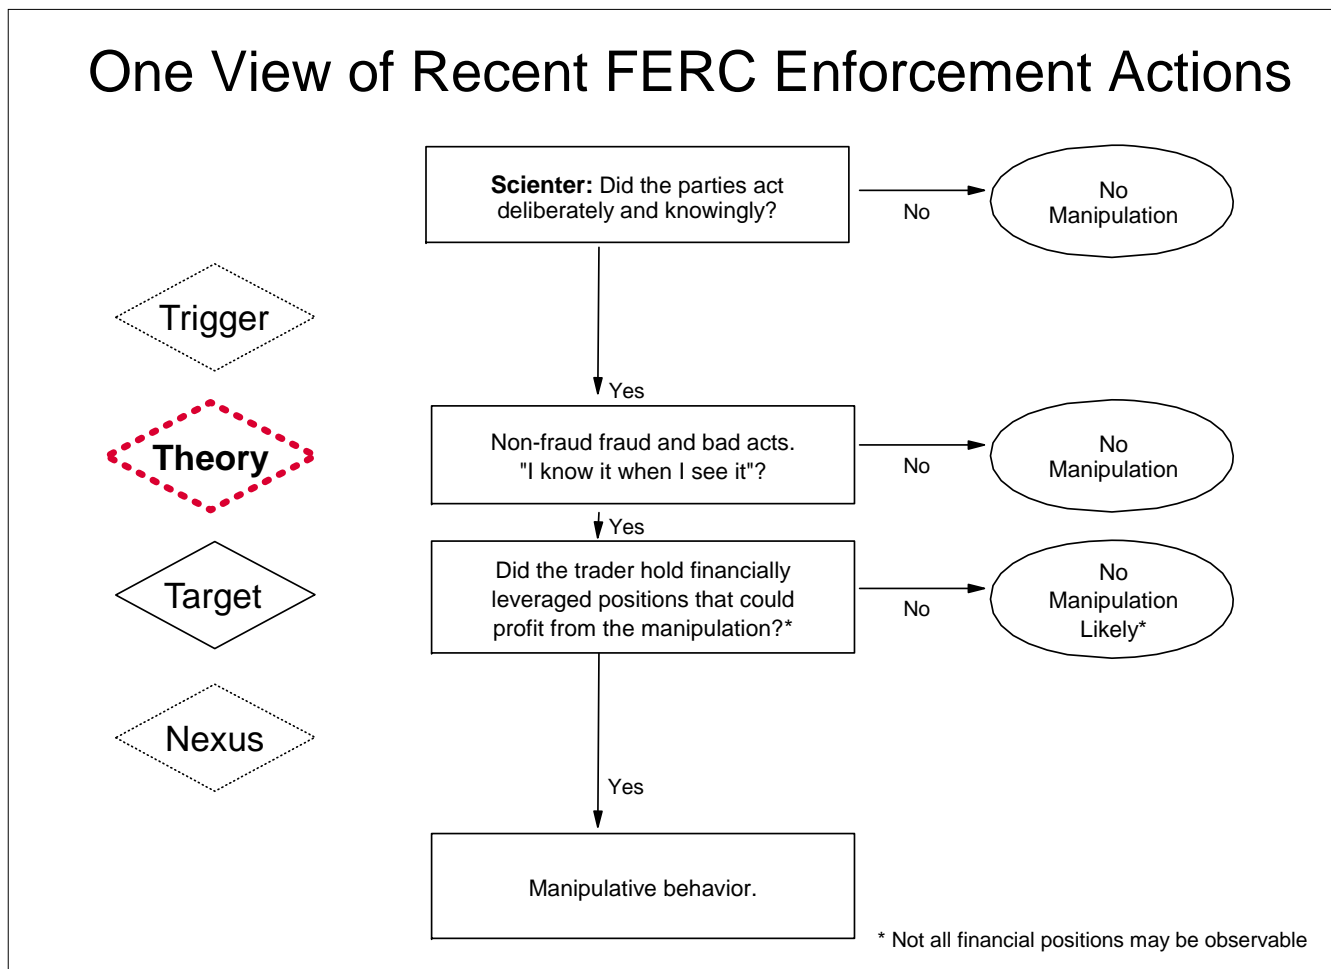 One View of Recent FERC Enforcement Actions
Scienter: Did the parties act
deliberately and knowingly?
No
No
Manipulation
Trigger
Yes
Theory
Non-fraud fraud and bad acts.
"I know it when I see it"?
No
No
Manipulation
Yes
Target
Did the trader hold financially
leveraged positions that could
profit from the manipulation?*
No
No
Manipulation
Likely*
Nexus
Yes
Manipulative behavior.
* Not all financial positions may be observable